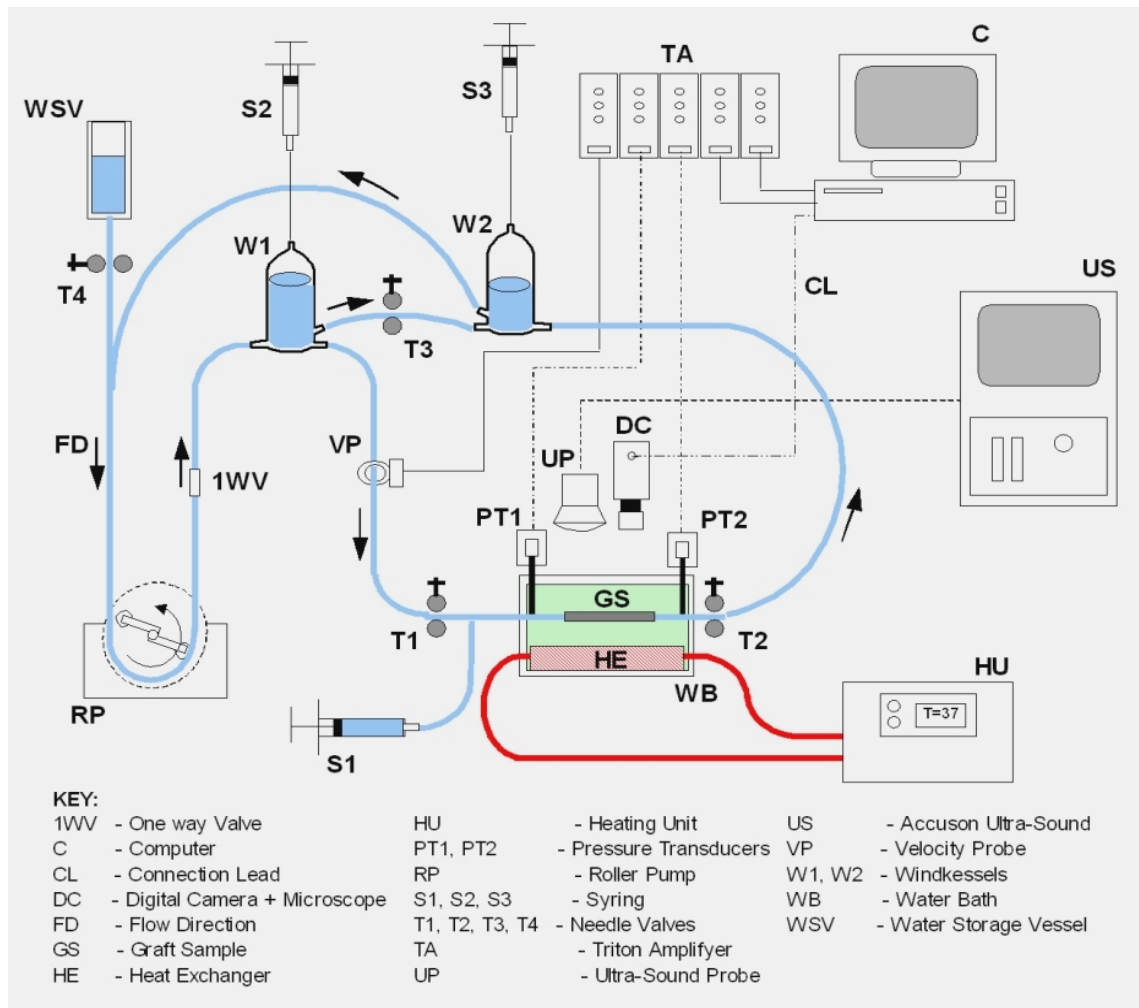 C
TA
S3
S2
WSV
W2
W1
US
T4
CL
T3
FD
1WV
VP
DC
UP
PT1
PT2
GS
T1
T2
HE
WB
HU
RP
T=37
S1
KEY:
1WV - One way Valve HU - Heating Unit US - Accuson Ultra-Sound
C - Computer PT1, PT2 - Pressure Transducers VP - Velocity Probe
CL - Connection Lead RP - Roller Pump W1, W2 - Windkessels
DC - Digital Camera + Microscope S1, S2, S3 - Syring WB - Water Bath
FD - Flow Direction T1, T2, T3, T4 - Needle Valves WSV - Water Storage Vessel
GS - Graft Sample TA - Triton Amplifyer
HE - Heat Exchanger UP - Ultra-Sound Probe